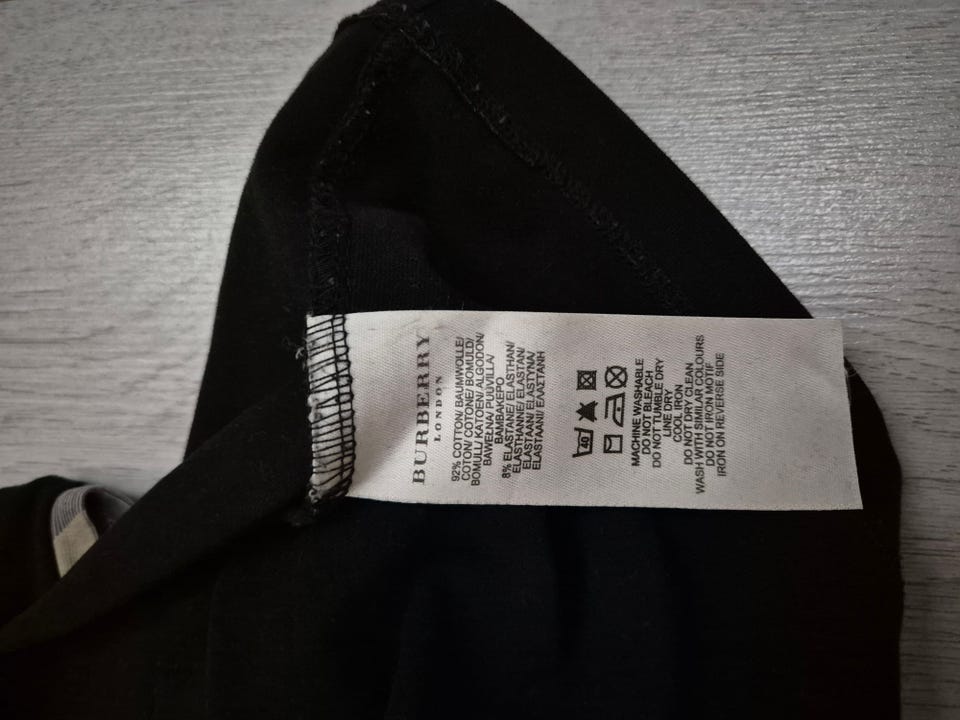 BURBERRY
LONDON
92% COTTON/ BAUMWOLLE/
COTON/ COTONE/ BOMULD/
BOMULL/ KATOEN/ ALGODON/
BAWEŁNA/ PUUVILLA/
ΒΑΜΒΑΚΕΡΟ
8% ELASTANE/ ELASTHAN/
ELASTHANNE/ ELASTAN/
ELASTAAN/ ELASTYNA/
ELASTAANI/ ΕΛΑΣΤΑΝΗ
40
MACHINE WASHABLE
DO NOT BLEACH
DO NOT TUMBLE DRY
LINE DRY
COOL IRON
DO NOT DRY CLEAN
WASH WITH SIMILAR COLOURS
DO NOT IRON MOTIF
IRON ON REVERSE SIDE